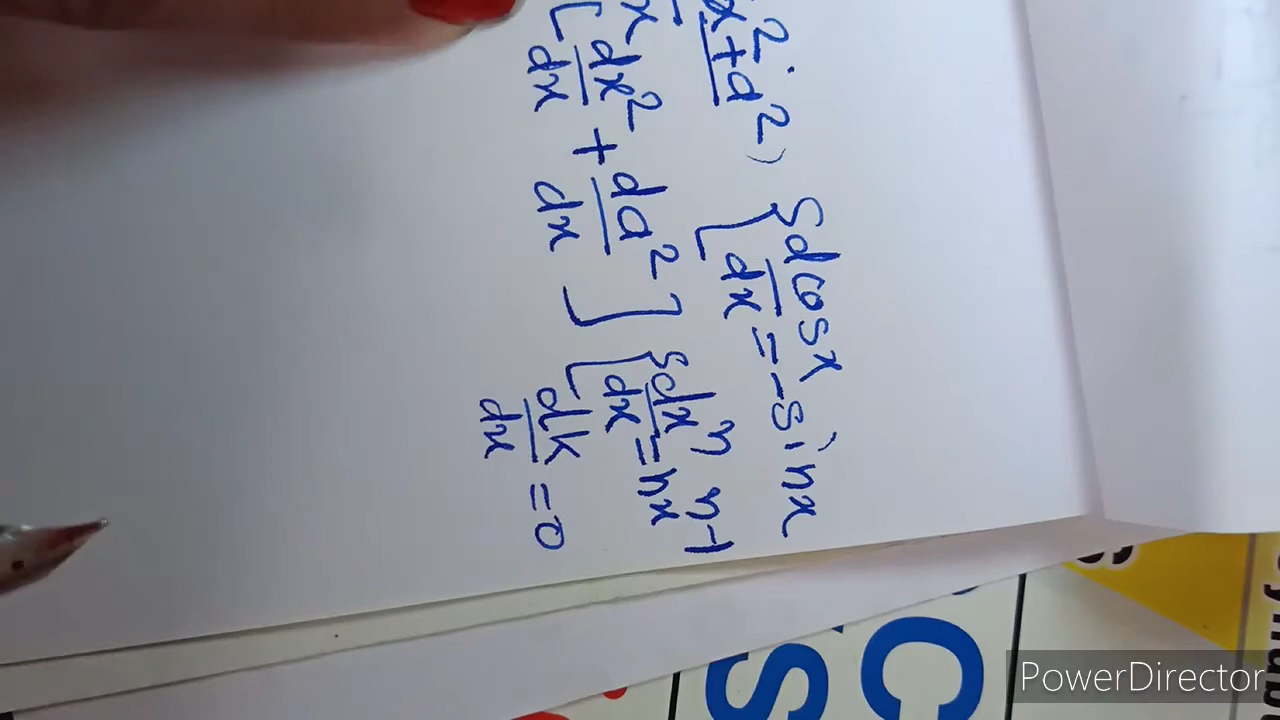 x²+a²) {dcosx/dx = -sinx
x
[dx²/dx + da²/dx] {dxⁿ/dx = nxⁿ⁻¹
dk/dx = 0
C
S
PowerDirector